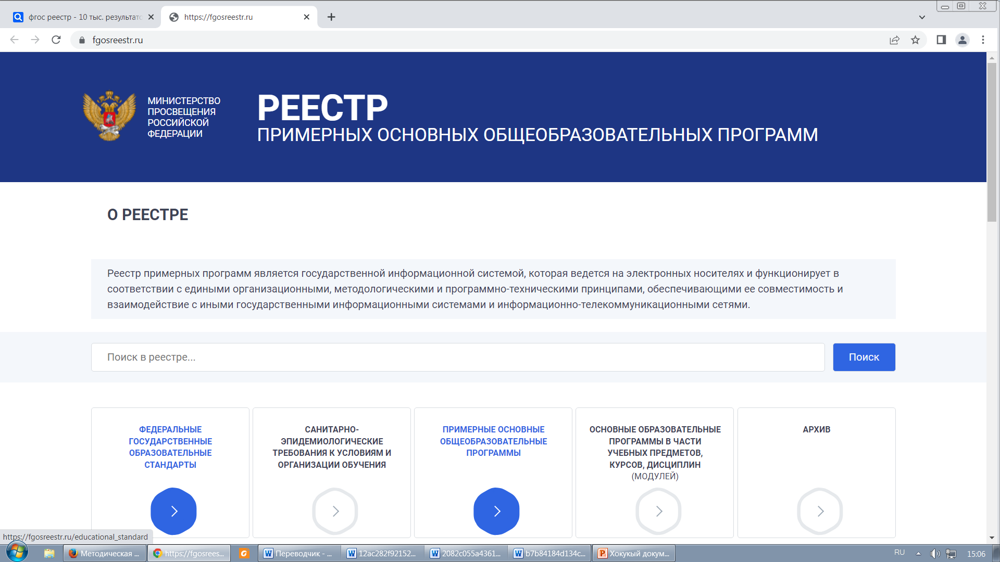 фгос реестр - 10 тыс. результато
https://fgosreestr.ru
fgosreestr.ru
МИНИСТЕРСТВО
ПРОСВЕЩЕНИЯ
РОССИЙСКОЙ
ФЕДЕРАЦИИ
РЕЕСТР
ПРИМЕРНЫХ ОСНОВНЫХ ОБЩЕОБРАЗОВАТЕЛЬНЫХ ПРОГРАММ
О РЕЕСТРЕ
Реестр примерных программ является государственной информационной системой, которая ведется на электронных носителях и функционирует в
соответствии с едиными организационными, методологическими и программно-техническими принципами, обеспечивающими ее совместимость и
взаимодействие с иными государственными информационными системами и информационно-телекоммуникационными сетями.
Поиск в реестре...
Поиск
ФЕДЕРАЛЬНЫЕ
ГОСУДАРСТВЕННЫЕ
ОБРАЗОВАТЕЛЬНЫЕ
СТАНДАРТЫ
САНИТАРНО-
ЭПИДЕМИОЛОГИЧЕСКИЕ
ТРЕБОВАНИЯ К УСЛОВИЯМ И
ОРГАНИЗАЦИИ ОБУЧЕНИЯ
ПРИМЕРНЫЕ ОСНОВНЫЕ
ОБЩЕОБРАЗОВАТЕЛЬНЫЕ
ПРОГРАММЫ
ОСНОВНЫЕ ОБРАЗОВАТЕЛЬНЫЕ
ПРОГРАММЫ В ЧАСТИ
УЧЕБНЫХ ПРЕДМЕТОВ,
КУРСОВ, ДИСЦИПЛИН
(МОДУЛЕЙ)
АРХИВ
https://fgosreestr.ru/educational_standard
Методическая ...
https://fgosrees...
Переводчик - ...
12ac282f92152...
2082c055a4361...
b7b84184d134c...
Хокукый докум...
RU
15:06